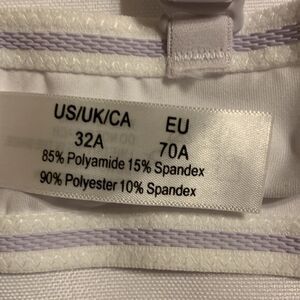 US/UK/CA EU
32A 70A
85% Polyamide 15% Spandex
90% Polyester 10% Spandex